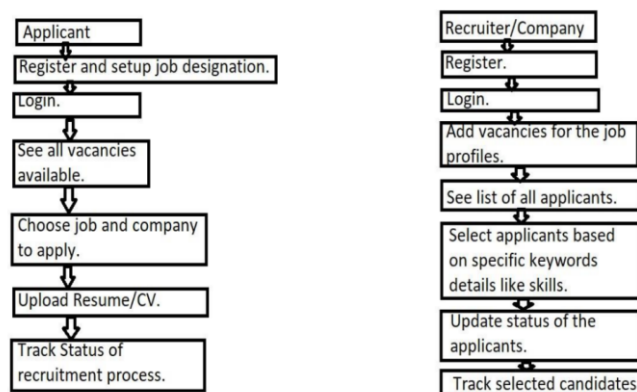 Applicant
Register and setup job designation.
Login.
See all vacancies
available.
Choose job and company
to apply.
Upload Resume/CV.
Track Status of
recruitment process.
Recruiter/Company
Register.
Login.
Add vacancies for the job
profiles.
See list of all applicants.
Select applicants based
on specific keywords
details like skills.
Update status of the
applicants.
Track selected candidates